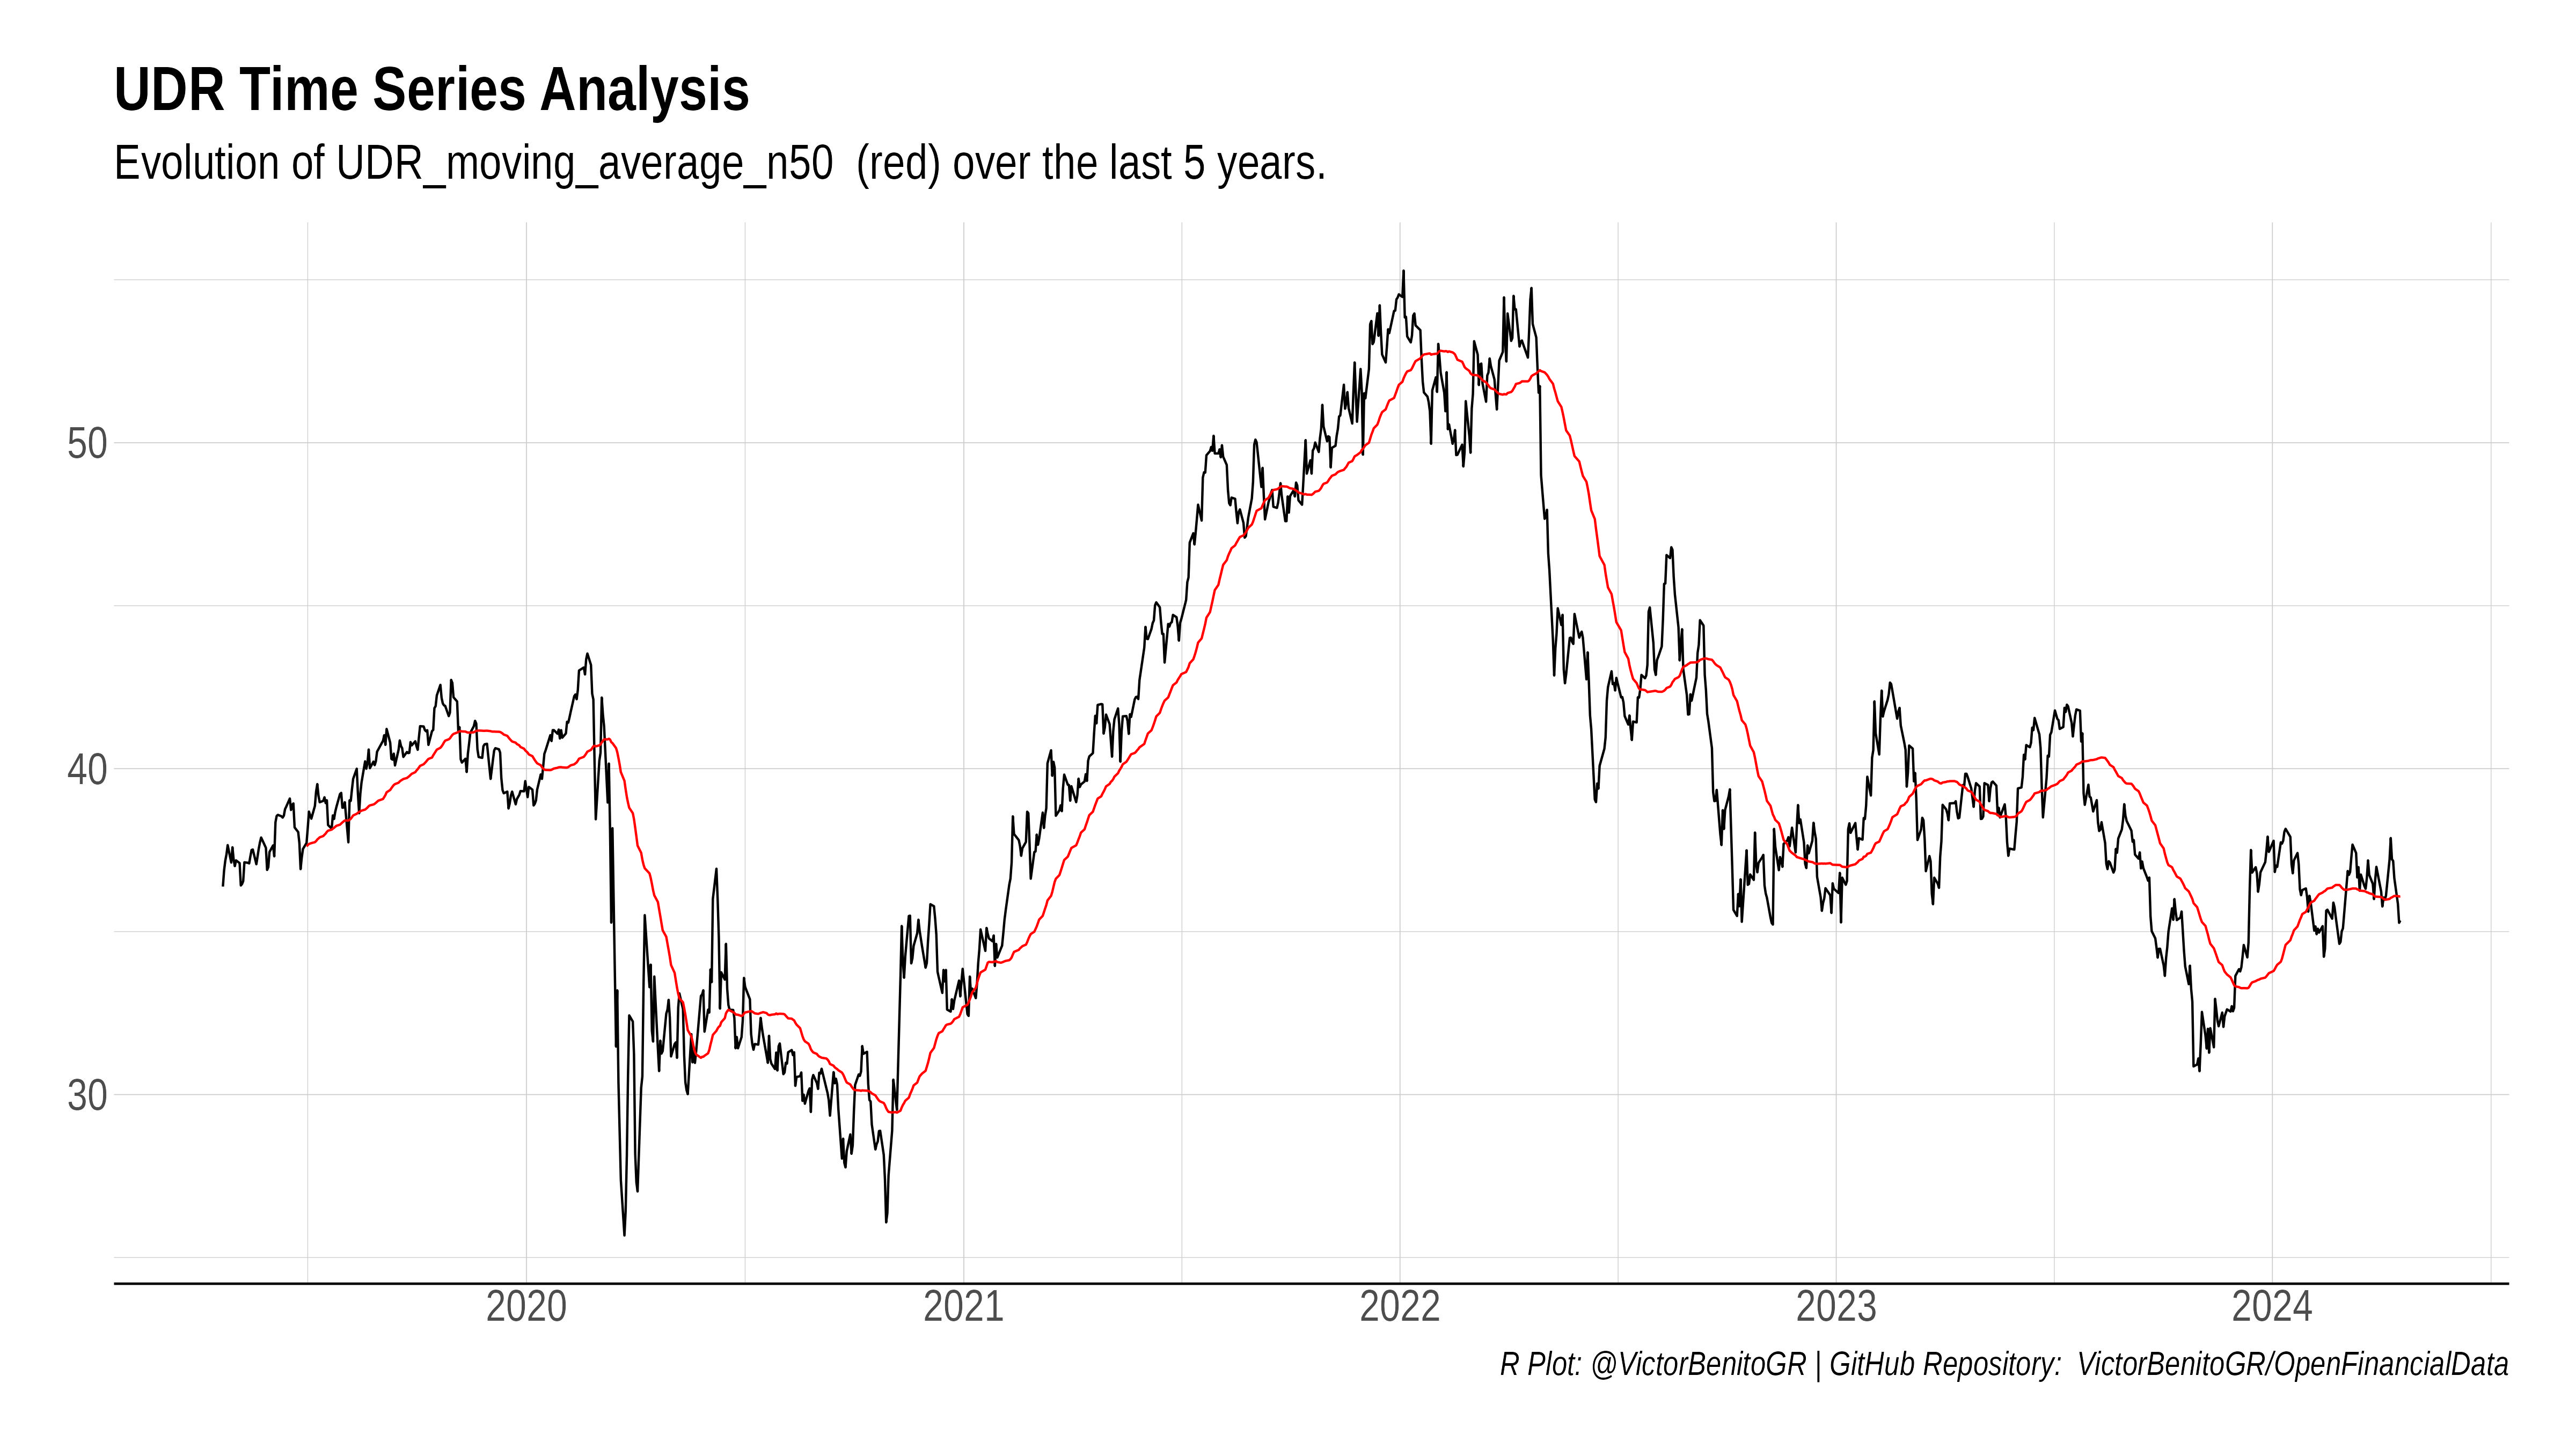 UDR Time Series Analysis
Evolution of UDR_moving_average_n50  (red) over the last 5 years.
50
40
30
2020 2021 2022 2023 2024
R Plot: @VictorBenitoGR | GitHub Repository:  VictorBenitoGR/OpenFinancialData